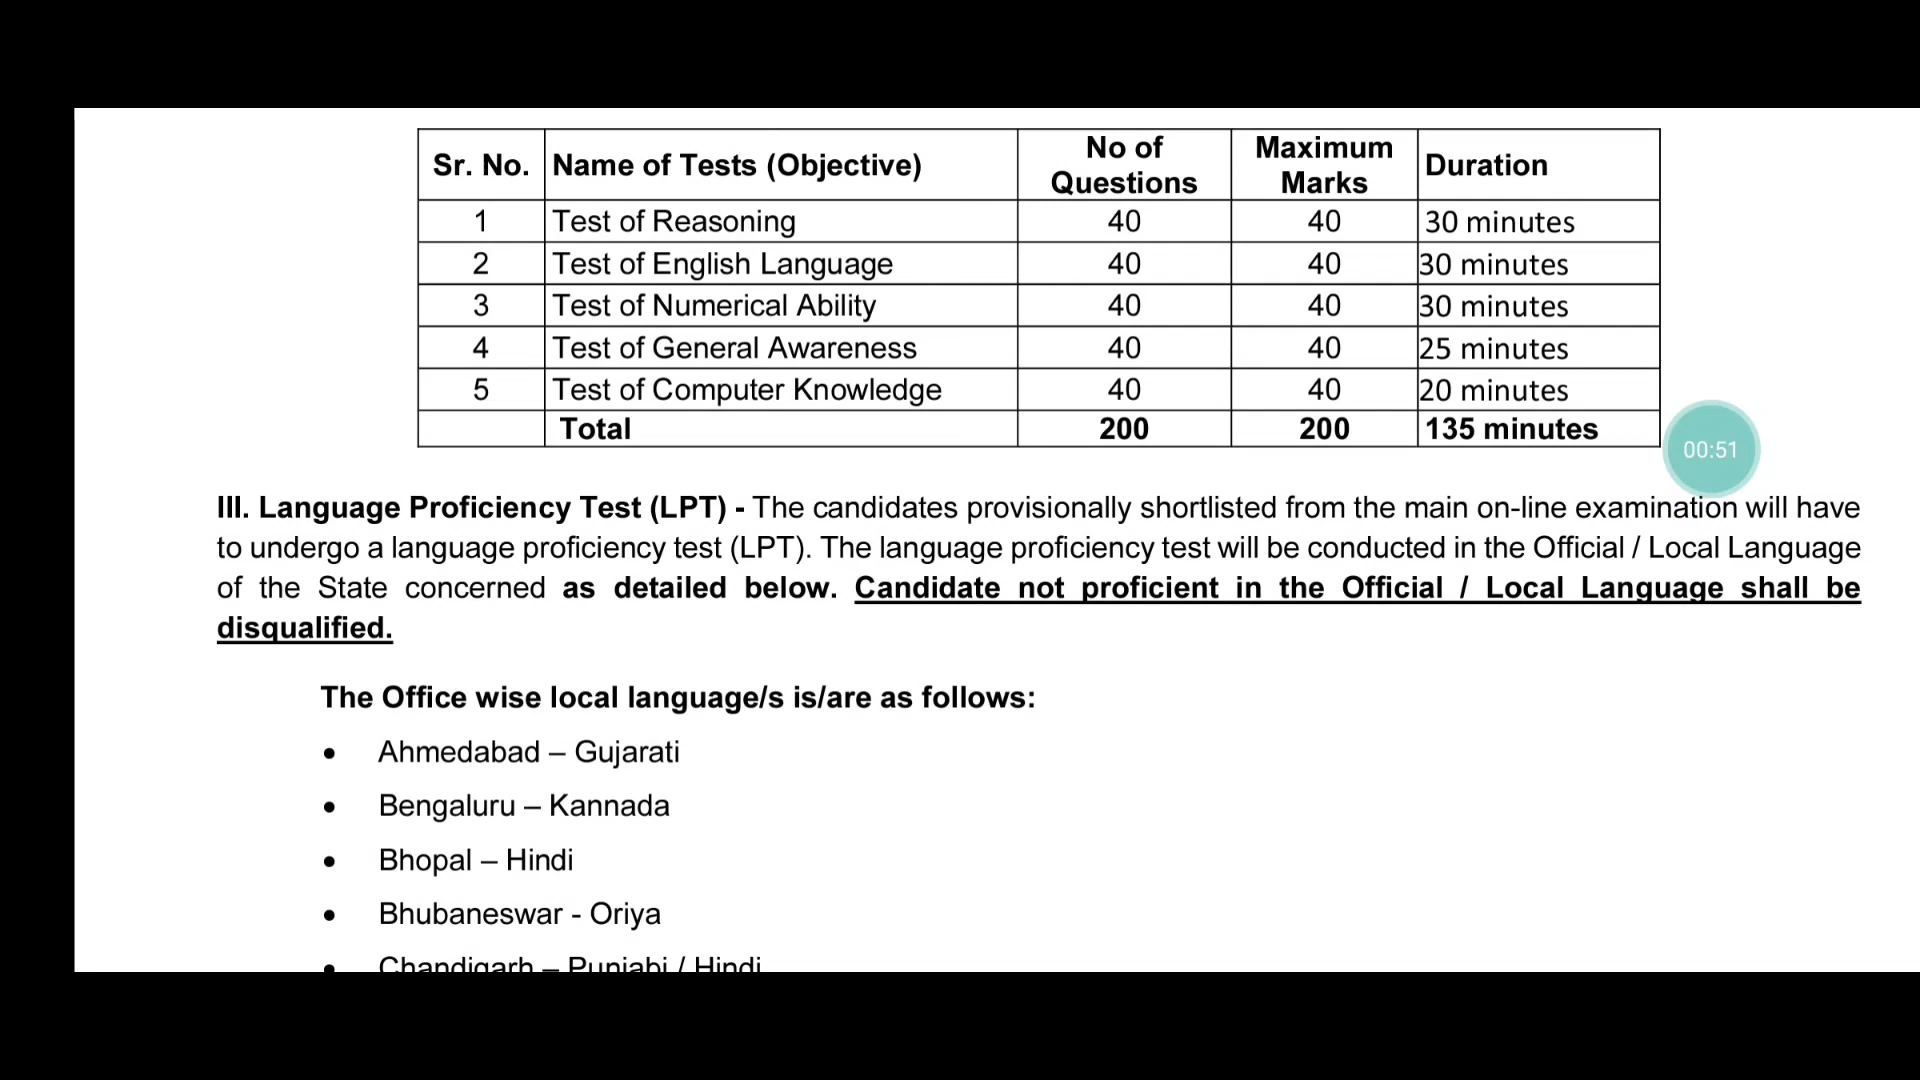 Sr. No. Name of Tests (Objective) No of Questions Maximum Marks Duration
1 Test of Reasoning 40 40 30 minutes
2 Test of English Language 40 40 30 minutes
3 Test of Numerical Ability 40 40 30 minutes
4 Test of General Awareness 40 40 25 minutes
5 Test of Computer Knowledge 40 40 20 minutes
Total 200 200 135 minutes
00:51
III. Language Proficiency Test (LPT) - The candidates provisionally shortlisted from the main on-line examination will have
to undergo a language proficiency test (LPT). The language proficiency test will be conducted in the Official / Local Language
of the State concerned as detailed below. Candidate not proficient in the Official / Local Language shall be
disqualified.
The Office wise local language/s is/are as follows:
• Ahmedabad – Gujarati
• Bengaluru – Kannada
• Bhopal – Hindi
• Bhubaneswar - Oriya
• Chandigarh – Punjabi / Hindi